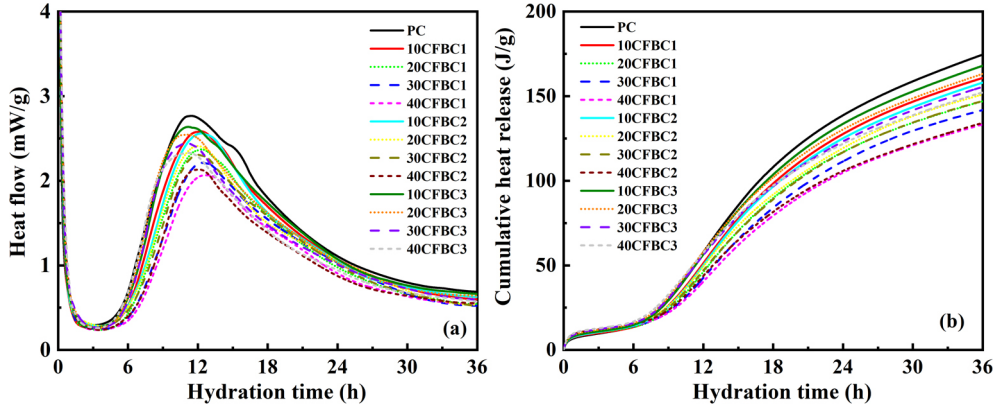 4
3
2
1
0
0
6
12
18
24
30
36
Heat flow (mW/g)
Hydration time (h)
PC
10CFBC1
20CFBC1
30CFBC1
40CFBC1
10CFBC2
20CFBC2
30CFBC2
40CFBC2
10CFBC3
20CFBC3
30CFBC3
40CFBC3
(a)
200
150
100
50
0
0
6
12
18
24
30
36
Cumulative heat release (J/g)
Hydration time (h)
PC
10CFBC1
20CFBC1
30CFBC1
40CFBC1
10CFBC2
20CFBC2
30CFBC2
40CFBC2
10CFBC3
20CFBC3
30CFBC3
40CFBC3
(b)